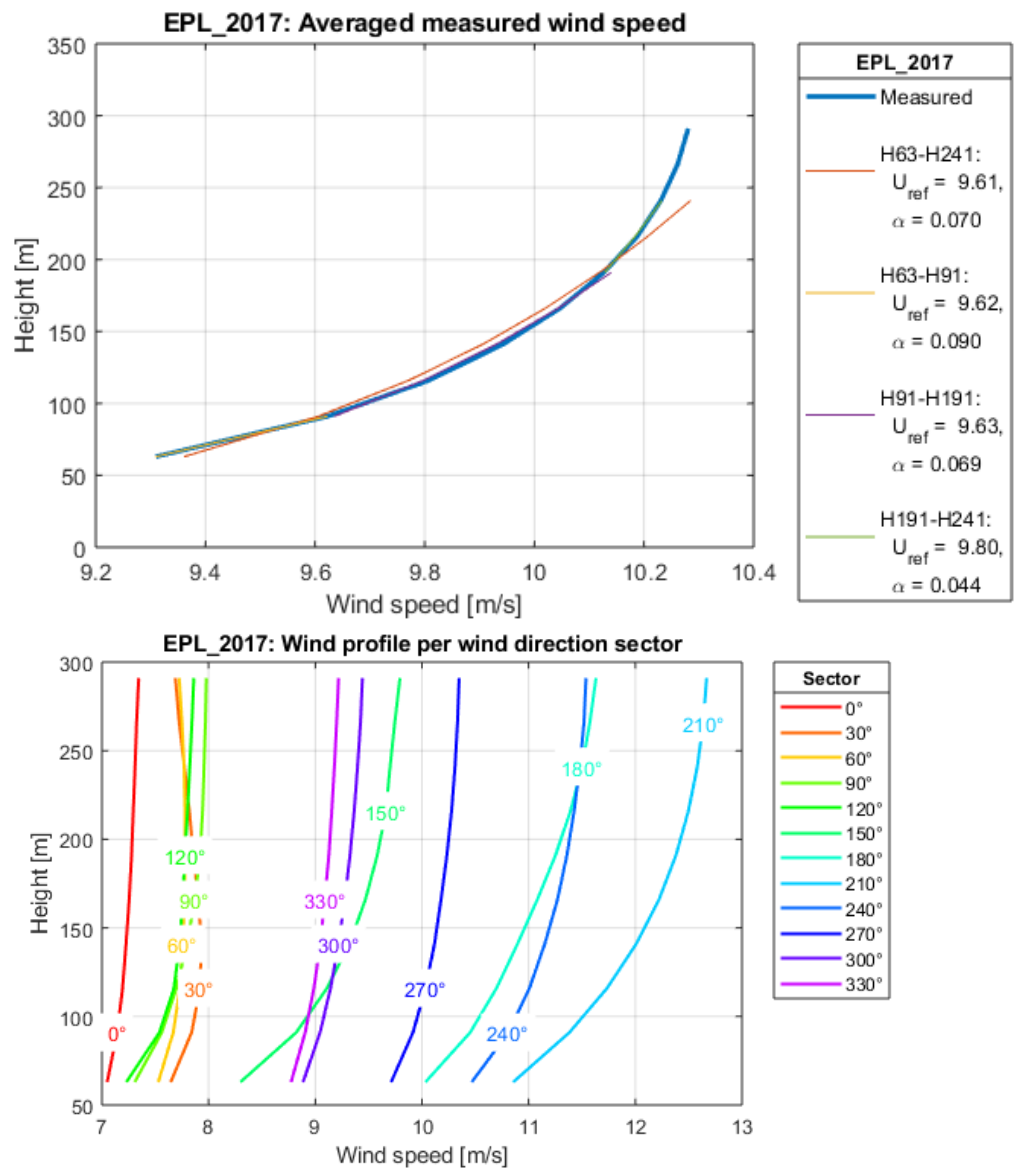 EPL_2017: Averaged measured wind speed
350
300
250
200
150
100
50
0
Height [m]
9.2 9.4 9.6 9.8 10 10.2 10.4
Wind speed [m/s]
EPL_2017
Measured
H63-H241:
U_ref = 9.61,
α = 0.070
H63-H91:
U_ref = 9.62,
α = 0.090
H91-H191:
U_ref = 9.63,
α = 0.069
H191-H241:
U_ref = 9.80,
α = 0.044
EPL_2017: Wind profile per wind direction sector
300
250
200
150
100
50
Height [m]
210°
180°
150°
120°
90°
330°
60°
300°
30°
270°
0°
240°
7 8 9 10 11 12 13
Wind speed [m/s]
Sector
0°
30°
60°
90°
120°
150°
180°
210°
240°
270°
300°
330°